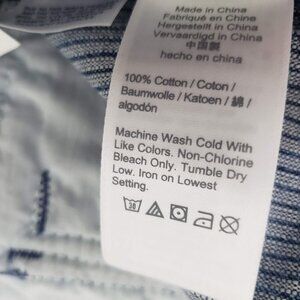 Made in China
Fabriqué en Chine
Hergestellt in China
Vervaardigd in China
中国製
hecho en china
100% Cotton / Coton /
Baumwolle / Katoen / 綿 /
algodón
Machine Wash Cold With
Like Colors. Non-Chlorine
Bleach Only. Tumble Dry
Low. Iron on Lowest
Setting.
30